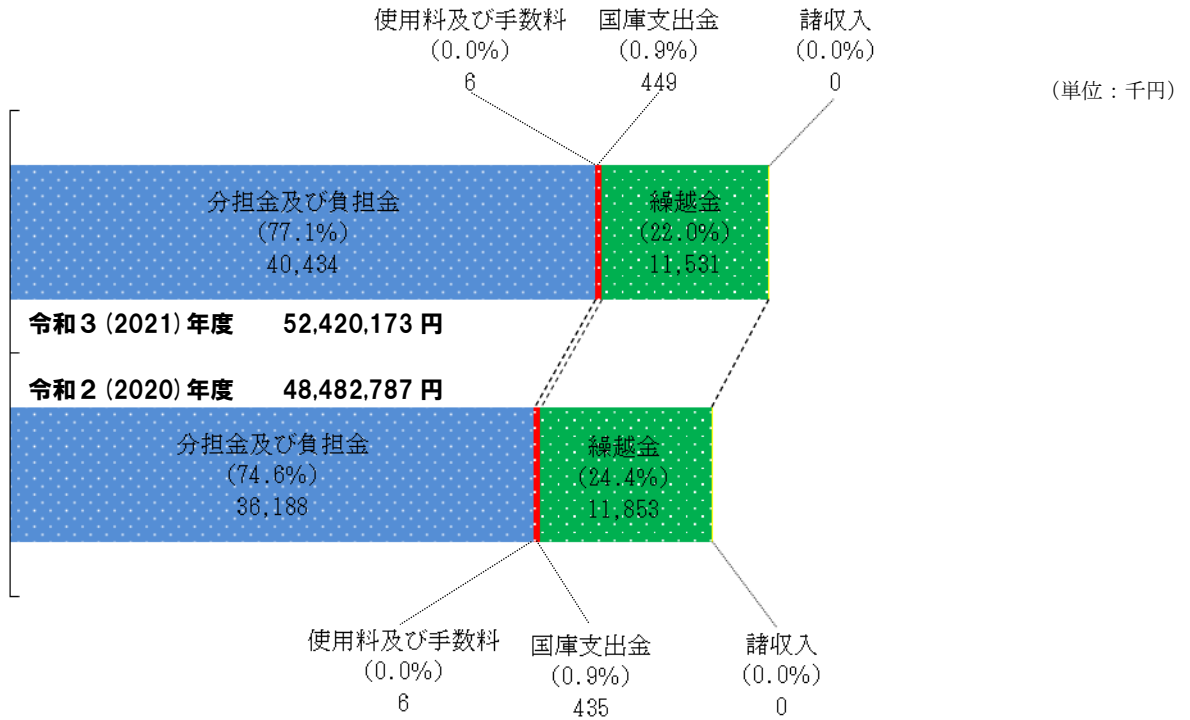 使用料及び手数料
(0.0%)
6
国庫支出金
(0.9%)
449
諸収入
(0.0%)
0
(単位：千円)
分担金及び負担金
(77.1%)
40,434
繰越金
(22.0%)
11,531
令和３(2021)年度 52,420,173円
令和２(2020)年度 48,482,787円
分担金及び負担金
(74.6%)
36,188
繰越金
(24.4%)
11,853
使用料及び手数料
(0.0%)
6
国庫支出金
(0.9%)
435
諸収入
(0.0%)
0